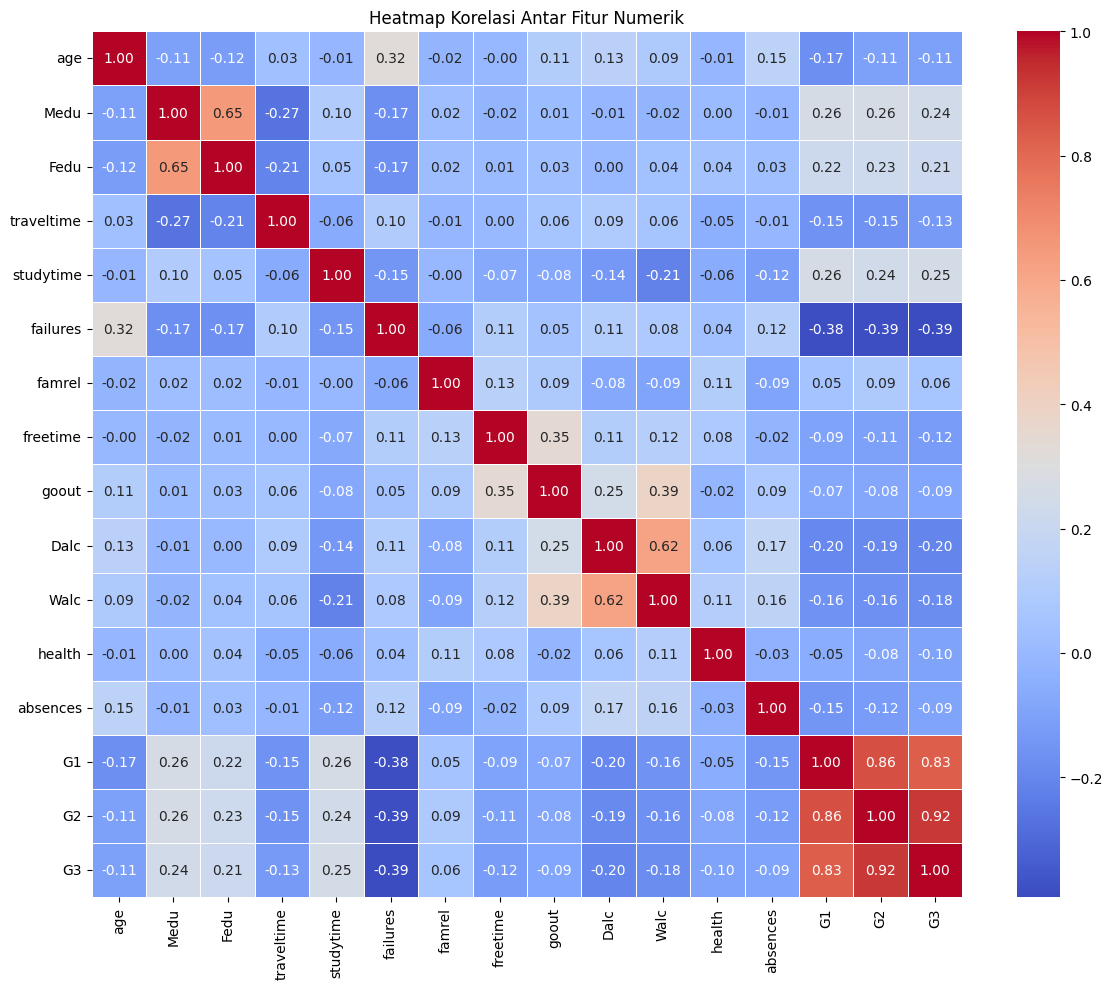 Heatmap Korelasi Antar Fitur Numerik
age 1.00 -0.11 -0.12 0.03 -0.01 0.32 -0.02 -0.00 0.11 0.13 0.09 -0.01 0.15 -0.17 -0.11 -0.11
Medu -0.11 1.00 0.65 -0.27 0.10 -0.17 0.02 -0.02 0.01 -0.01 -0.02 0.00 -0.01 0.26 0.26 0.24
Fedu -0.12 0.65 1.00 -0.21 0.05 -0.17 0.02 0.01 0.03 0.00 0.04 0.04 0.03 0.22 0.23 0.21
traveltime 0.03 -0.27 -0.21 1.00 -0.06 0.10 -0.01 0.00 0.06 0.09 0.06 -0.05 -0.01 -0.15 -0.15 -0.13
studytime -0.01 0.10 0.05 -0.06 1.00 -0.15 -0.00 -0.07 -0.08 -0.14 -0.21 -0.06 -0.12 0.26 0.24 0.25
failures 0.32 -0.17 -0.17 0.10 -0.15 1.00 -0.06 0.11 0.05 0.11 0.08 0.04 0.12 -0.38 -0.39 -0.39
famrel -0.02 0.02 0.02 -0.01 -0.00 -0.06 1.00 0.13 0.09 -0.08 -0.09 0.11 -0.09 0.05 0.09 0.06
freetime -0.00 -0.02 0.01 0.00 -0.07 0.11 0.13 1.00 0.35 0.11 0.12 0.08 -0.02 -0.09 -0.11 -0.12
goout 0.11 0.01 0.03 0.06 -0.08 0.05 0.09 0.35 1.00 0.25 0.39 -0.02 0.09 -0.07 -0.08 -0.09
Dalc 0.13 -0.01 0.00 0.09 -0.14 0.11 -0.08 0.11 0.25 1.00 0.62 0.06 0.17 -0.20 -0.19 -0.20
Walc 0.09 -0.02 0.04 0.06 -0.21 0.08 -0.09 0.12 0.39 0.62 1.00 0.11 0.16 -0.16 -0.16 -0.18
health -0.01 0.00 0.04 -0.05 -0.06 0.04 0.11 0.08 -0.02 0.06 0.11 1.00 -0.03 -0.05 -0.08 -0.10
absences 0.15 -0.01 0.03 -0.01 -0.12 0.12 -0.09 -0.02 0.09 0.17 0.16 -0.03 1.00 -0.15 -0.12 -0.09
G1 -0.17 0.26 0.22 -0.15 0.26 -0.38 0.05 -0.09 -0.07 -0.20 -0.16 -0.05 -0.15 1.00 0.86 0.83
G2 -0.11 0.26 0.23 -0.15 0.24 -0.39 0.09 -0.11 -0.08 -0.19 -0.16 -0.08 -0.12 0.86 1.00 0.92
G3 -0.11 0.24 0.21 -0.13 0.25 -0.39 0.06 -0.12 -0.09 -0.20 -0.18 -0.10 -0.09 0.83 0.92 1.00
age Medu Fedu traveltime studytime failures famrel freetime goout Dalc Walc health absences G1 G2 G3
1.0
0.8
0.6
0.4
0.2
0.0
−0.2